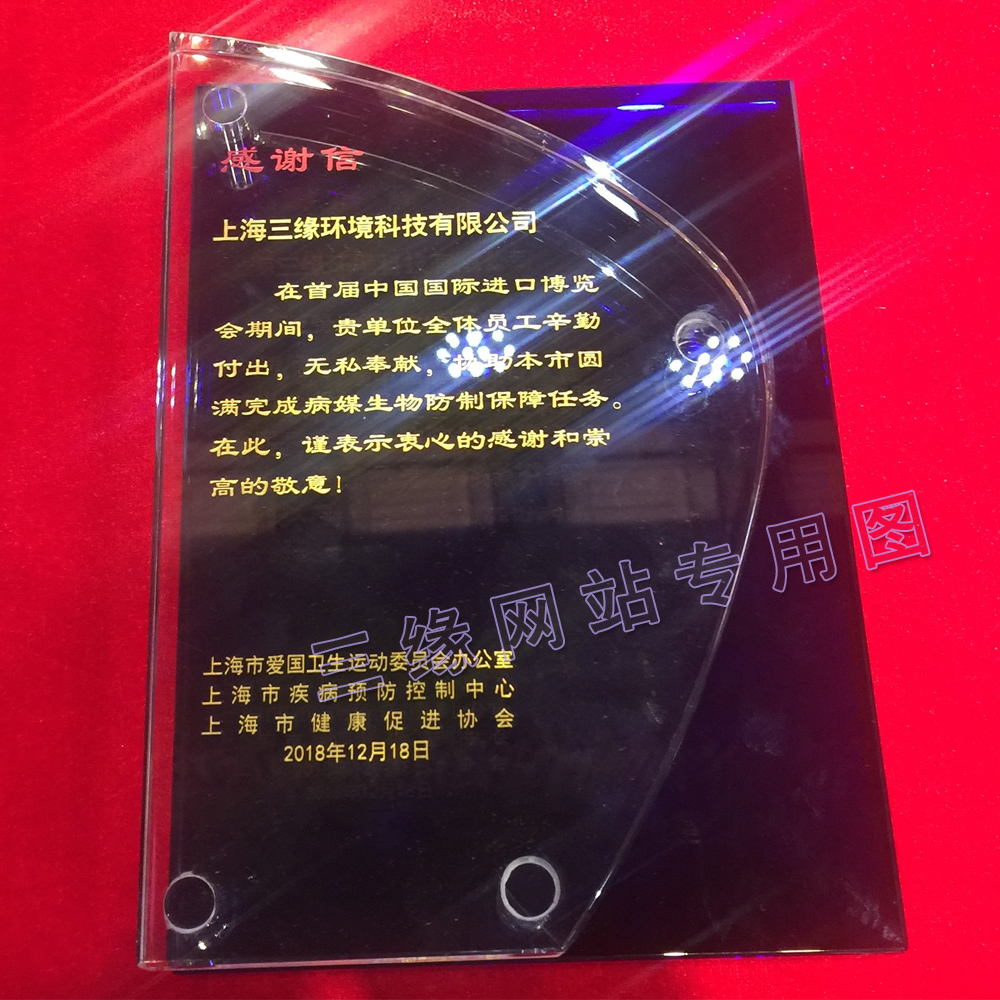 感谢信
上海三缘环境科技有限公司
在首届中国国际进口博览
会期间，贵单位全体员工辛勤
付出，无私奉献，协助本市圆
满完成病媒生物防制保障任务。
在此，谨表示衷心的感谢和崇
高的敬意！
三缘网站专用图
上海市爱国卫生运动委员会办公室
上海市疾病预防控制中心
上海市健康促进协会
2018年12月18日